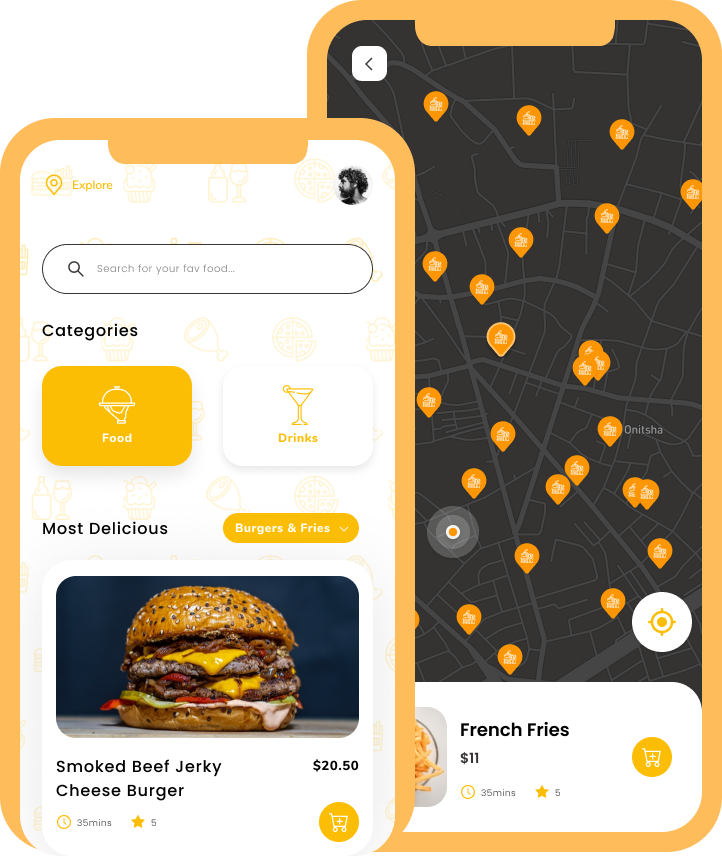 Explore
Search for your fav food...
Categories
Food
Drinks
Most Delicious
Burgers & Fries
Smoked Beef Jerky
Cheese Burger
$20.50
35mins
5
Onitsha
French Fries
$11
35mins
5